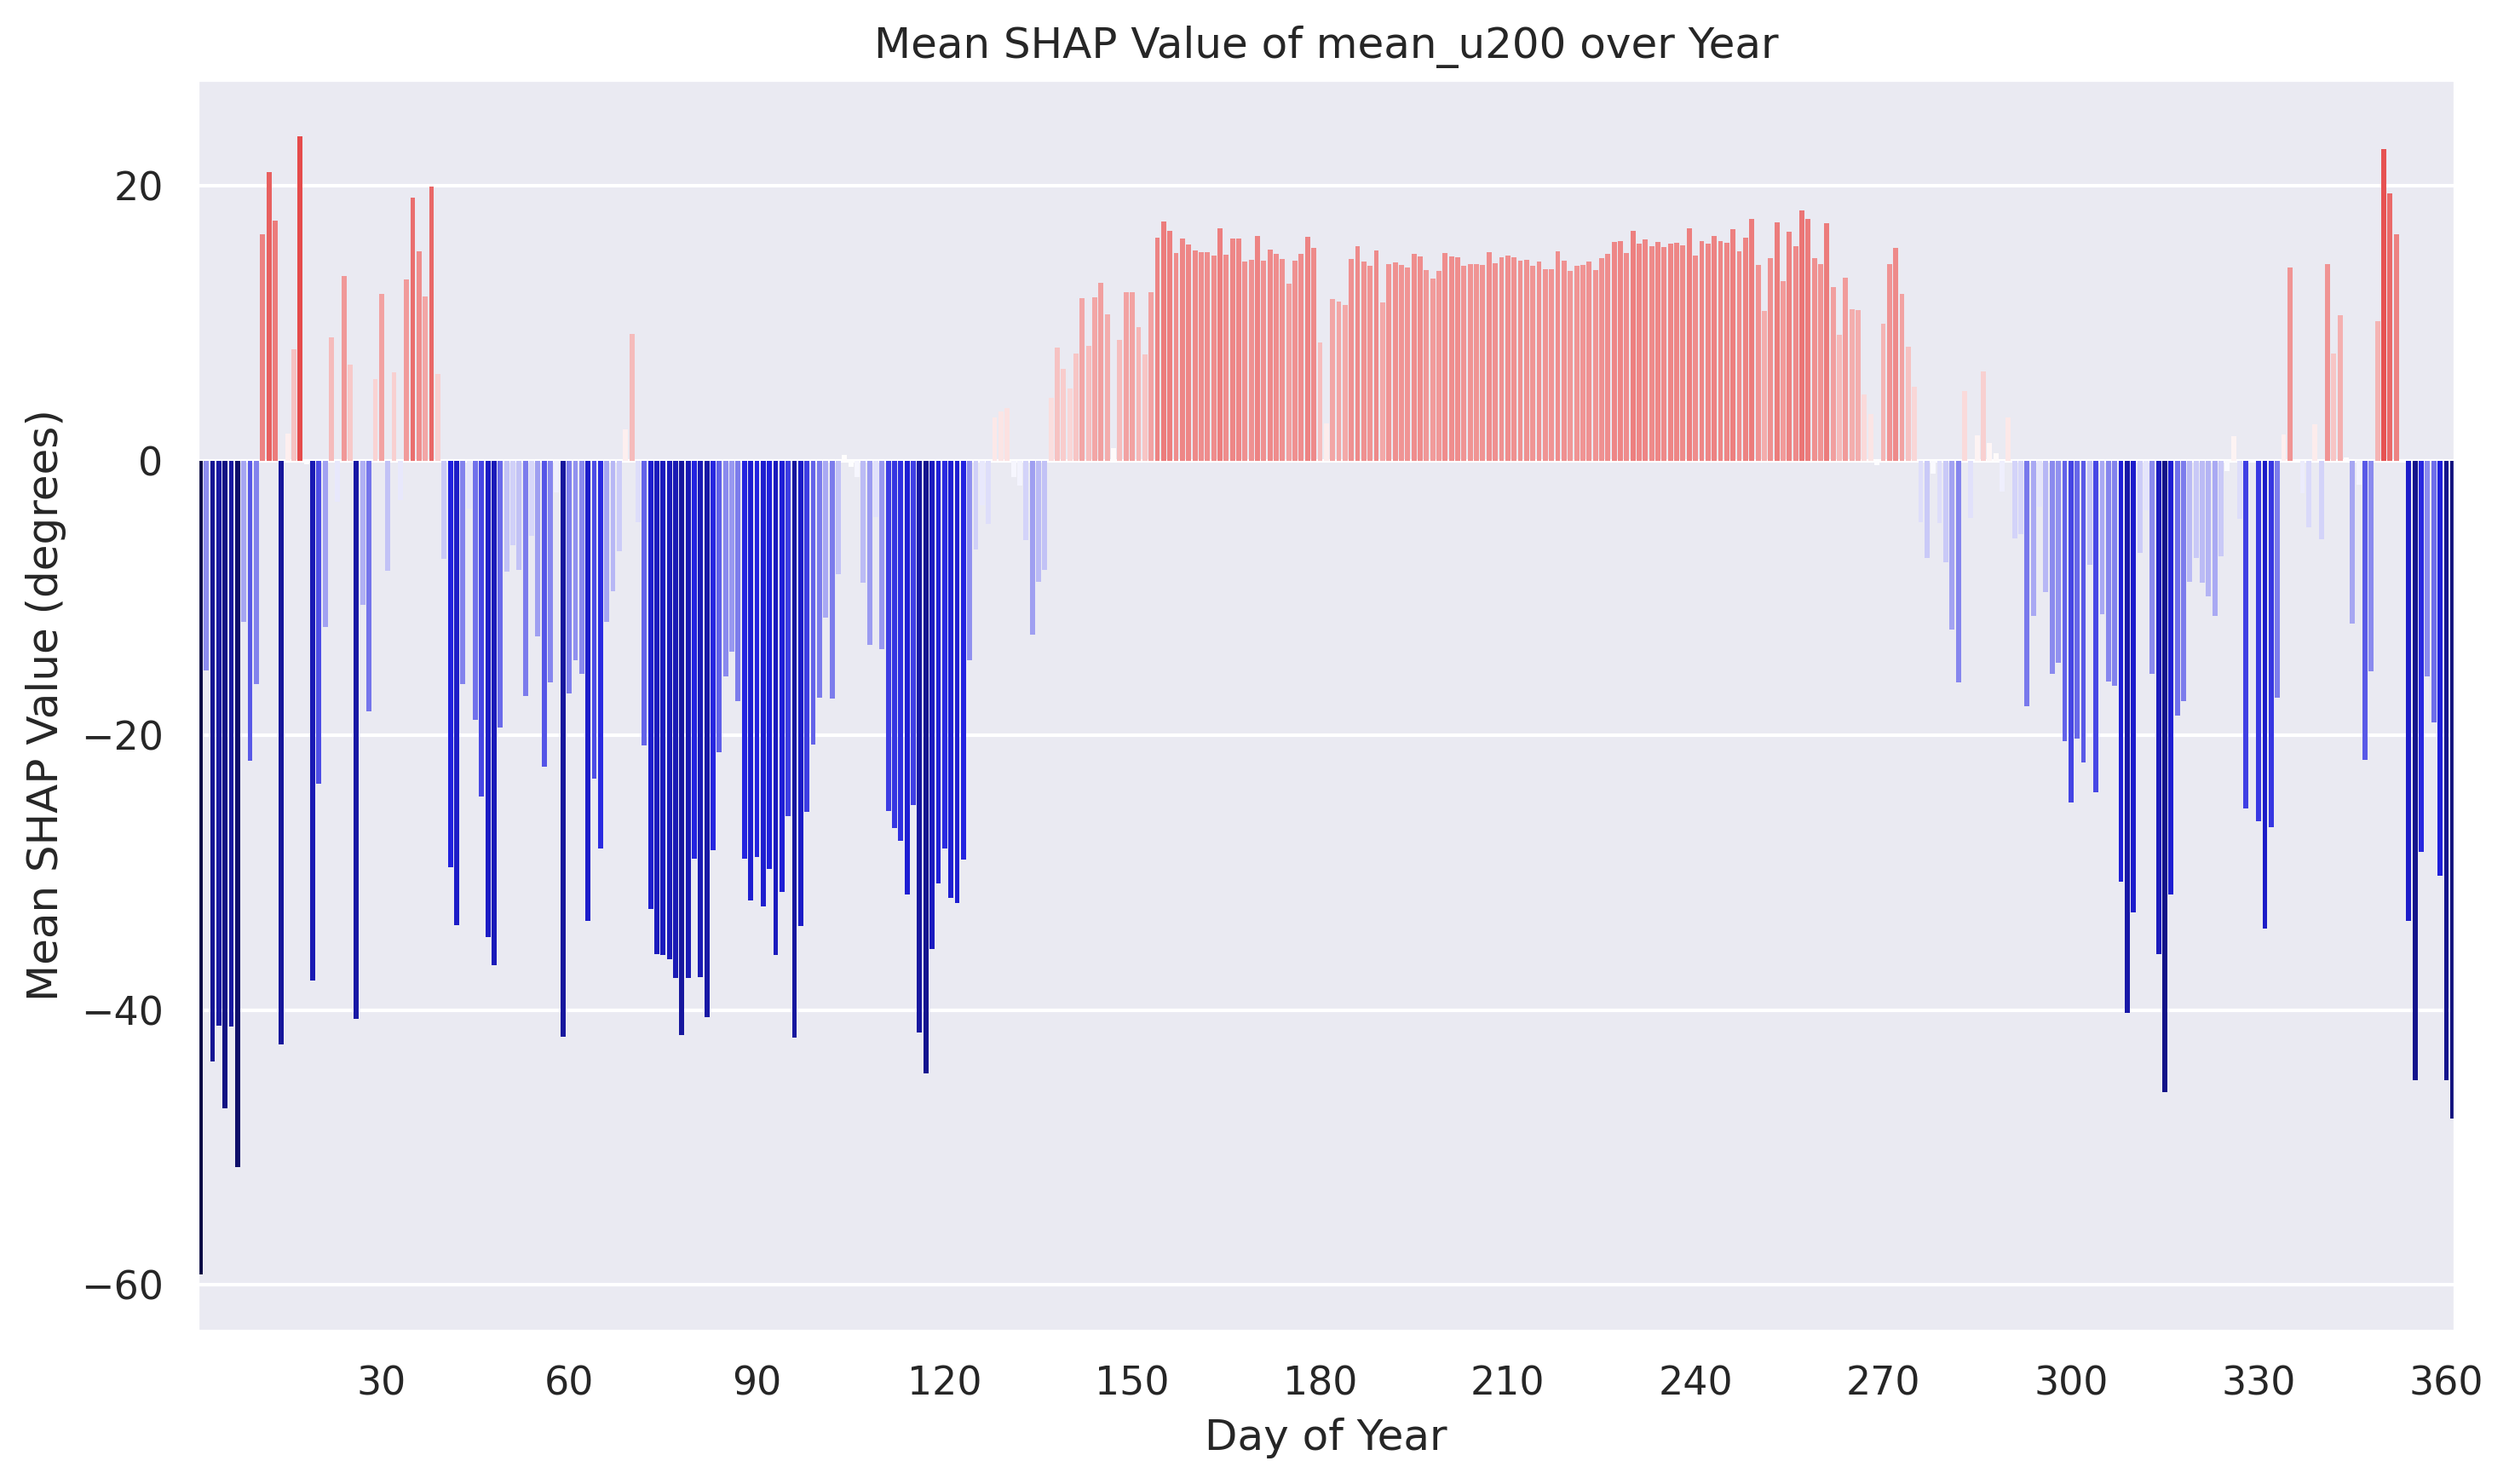 Mean SHAP Value of mean_u200 over Year
Mean SHAP Value (degrees)
20
0
−20
−40
−60
30 60 90 120 150 180 210 240 270 300 330 360
Day of Year